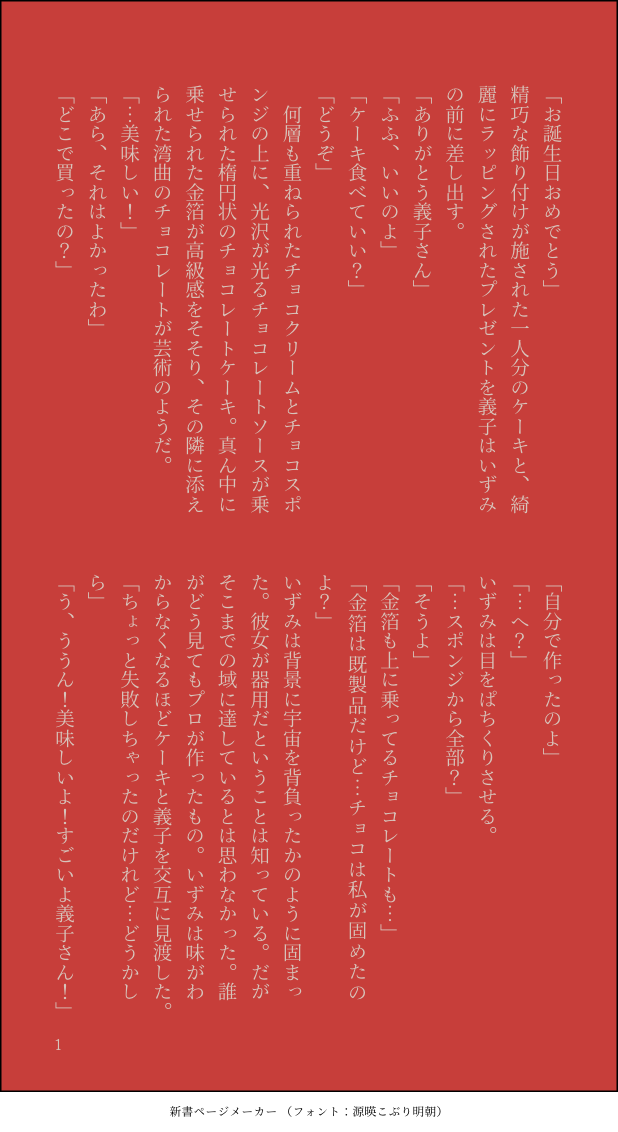 「お誕生日おめでとう」
精巧な飾り付けが施された一人分のケーキと、綺
麗にラッピングされたプレゼントを義子はいずみ
の前に差し出す。
「ありがとう義子さん」
「ふふ、いいのよ」
「ケーキ食べていい？」
「どうぞ」
　何層も重ねられたチョコクリームとチョコスポ
ンジの上に、光沢が光るチョコレートソースが乗
せられた楕円状のチョコレートケーキ。真ん中に
乗せられた金箔が高級感をそそり、その隣に添え
られた湾曲のチョコレートが芸術のようだ。
「…美味しい！」
「あら、それはよかったわ」
「どこで買ったの？」
「自分で作ったのよ」
「…へ？」
いずみは目をぱちくりさせる。
「…スポンジから全部？」
「そうよ」
「金箔も上に乗ってるチョコレートも…」
「金箔は既製品だけど…チョコは私が固めたの
よ？」
いずみは背景に宇宙を背負ったかのように固まっ
た。彼女が器用だということは知っている。だが
そこまでの域に達しているとは思わなかった。誰
がどう見てもプロが作ったもの。いずみは味がわ
からなくなるほどケーキと義子を交互に見渡した。
「ちょっと失敗しちゃったのだけれど…どうかし
ら」
「う、ううん！美味しいよ！すごいよ義子さん！」
1
新書ページメーカー（フォント：源暎こぶり明朝）